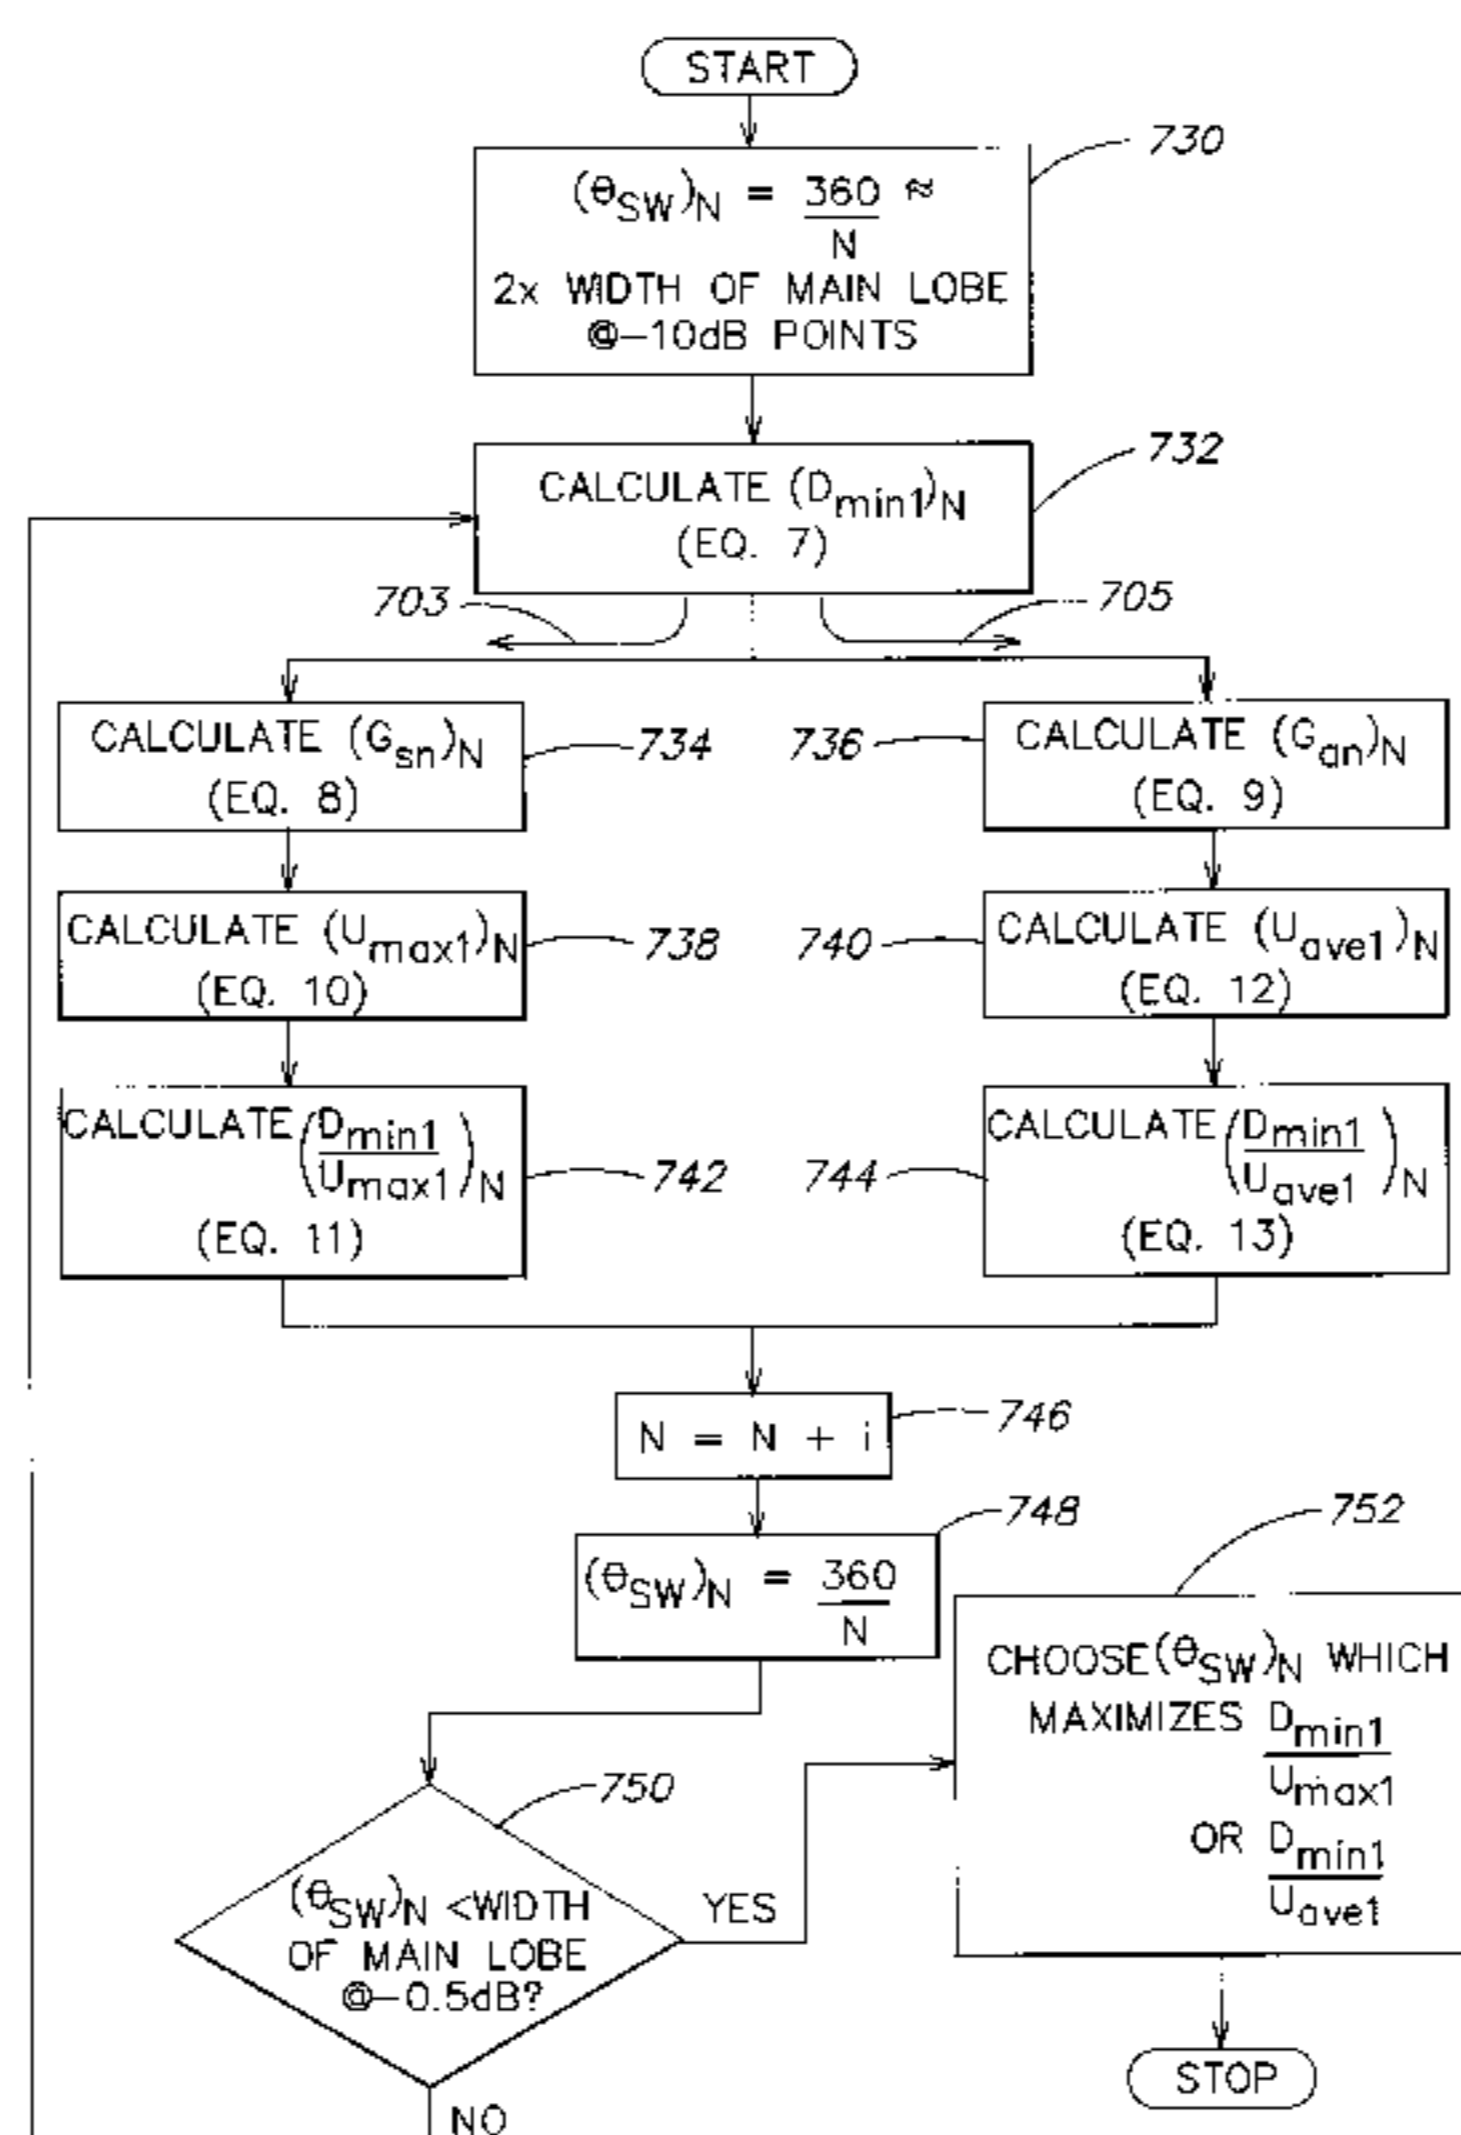 START
730
(θSW)N = 360 ≈
N
2x WIDTH OF MAIN LOBE
@-10dB POINTS
732
CALCULATE (Dmin1)N
(EQ. 7)
703
705
CALCULATE (Gsn)N
(EQ. 8)
734
736
CALCULATE (Gan)N
(EQ. 9)
CALCULATE (Umax1)N
(EQ. 10)
738
740
CALCULATE (Uave1)N
(EQ. 12)
CALCULATE (Dmin1
Umax1)N
(EQ. 11)
742
744
CALCULATE (Dmin1
Uave1)N
(EQ. 13)
N = N + i
746
748
(θSW)N = 360
N
752
CHOOSE (θSW)N WHICH
MAXIMIZES Dmin1
Umax1
OR Dmin1
Uave1
750
(θSW)N <WIDTH
OF MAIN LOBE
@-0.5dB?
YES
STOP
NO